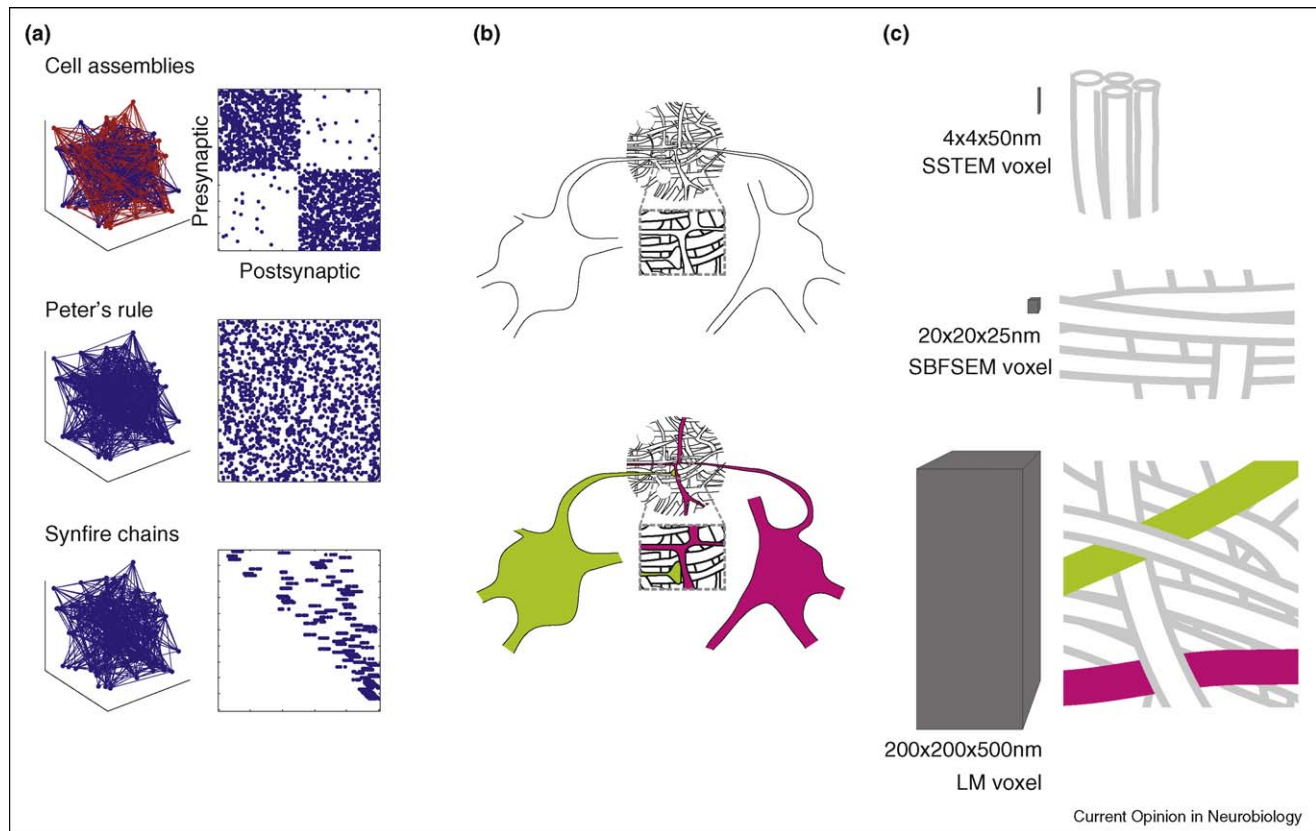 (a)
Cell assemblies
Presynaptic
Postsynaptic
Peter's rule
Synfire chains
(b)
(c)
4x4x50nm
SSTEM voxel
20x20x25nm
SBFSEM voxel
200x200x500nm
LM voxel
Current Opinion in Neurobiology